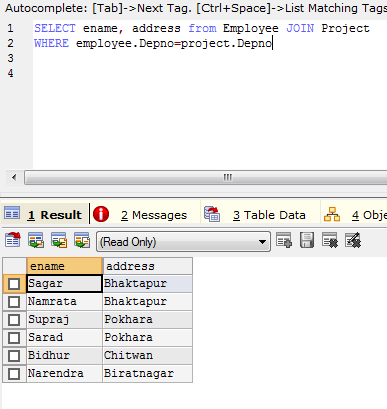 Autocomplete: [Tab]->Next Tag. [Ctrl+Space]->List Matching Tags
1 SELECT ename, address from Employee JOIN Project
2 WHERE employee.Depno=project.Depno
3
4
1 Result 2 Messages 3 Table Data 4 Obje
(Read Only)
ename address
Sagar Bhaktapur
Namrata Bhaktapur
Supraj Pokhara
Sarad Pokhara
Bidhur Chitwan
Narendra Biratnagar